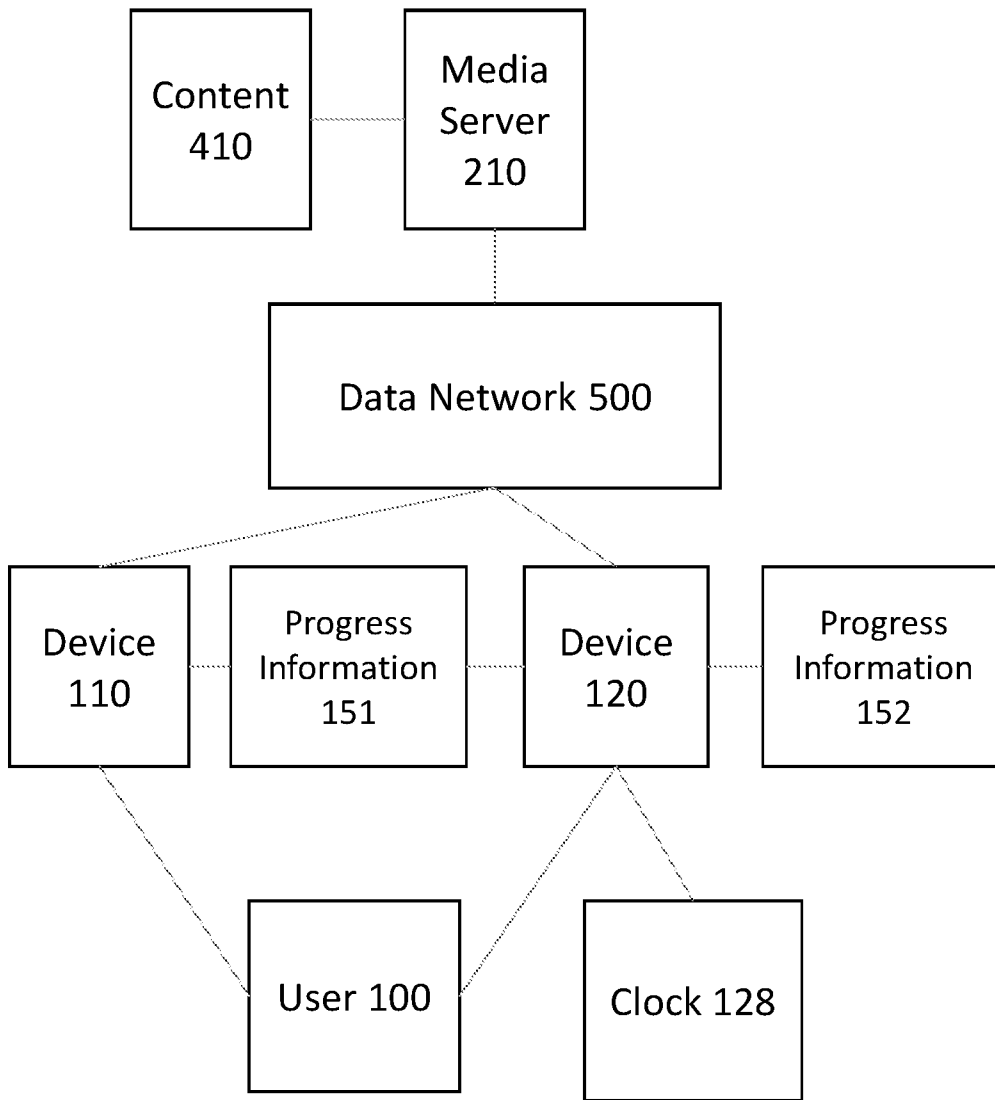 Content
410
Media
Server
210
Data Network 500
Device
110
Progress
Information
151
Device
120
Progress
Information
152
User 100
Clock 128